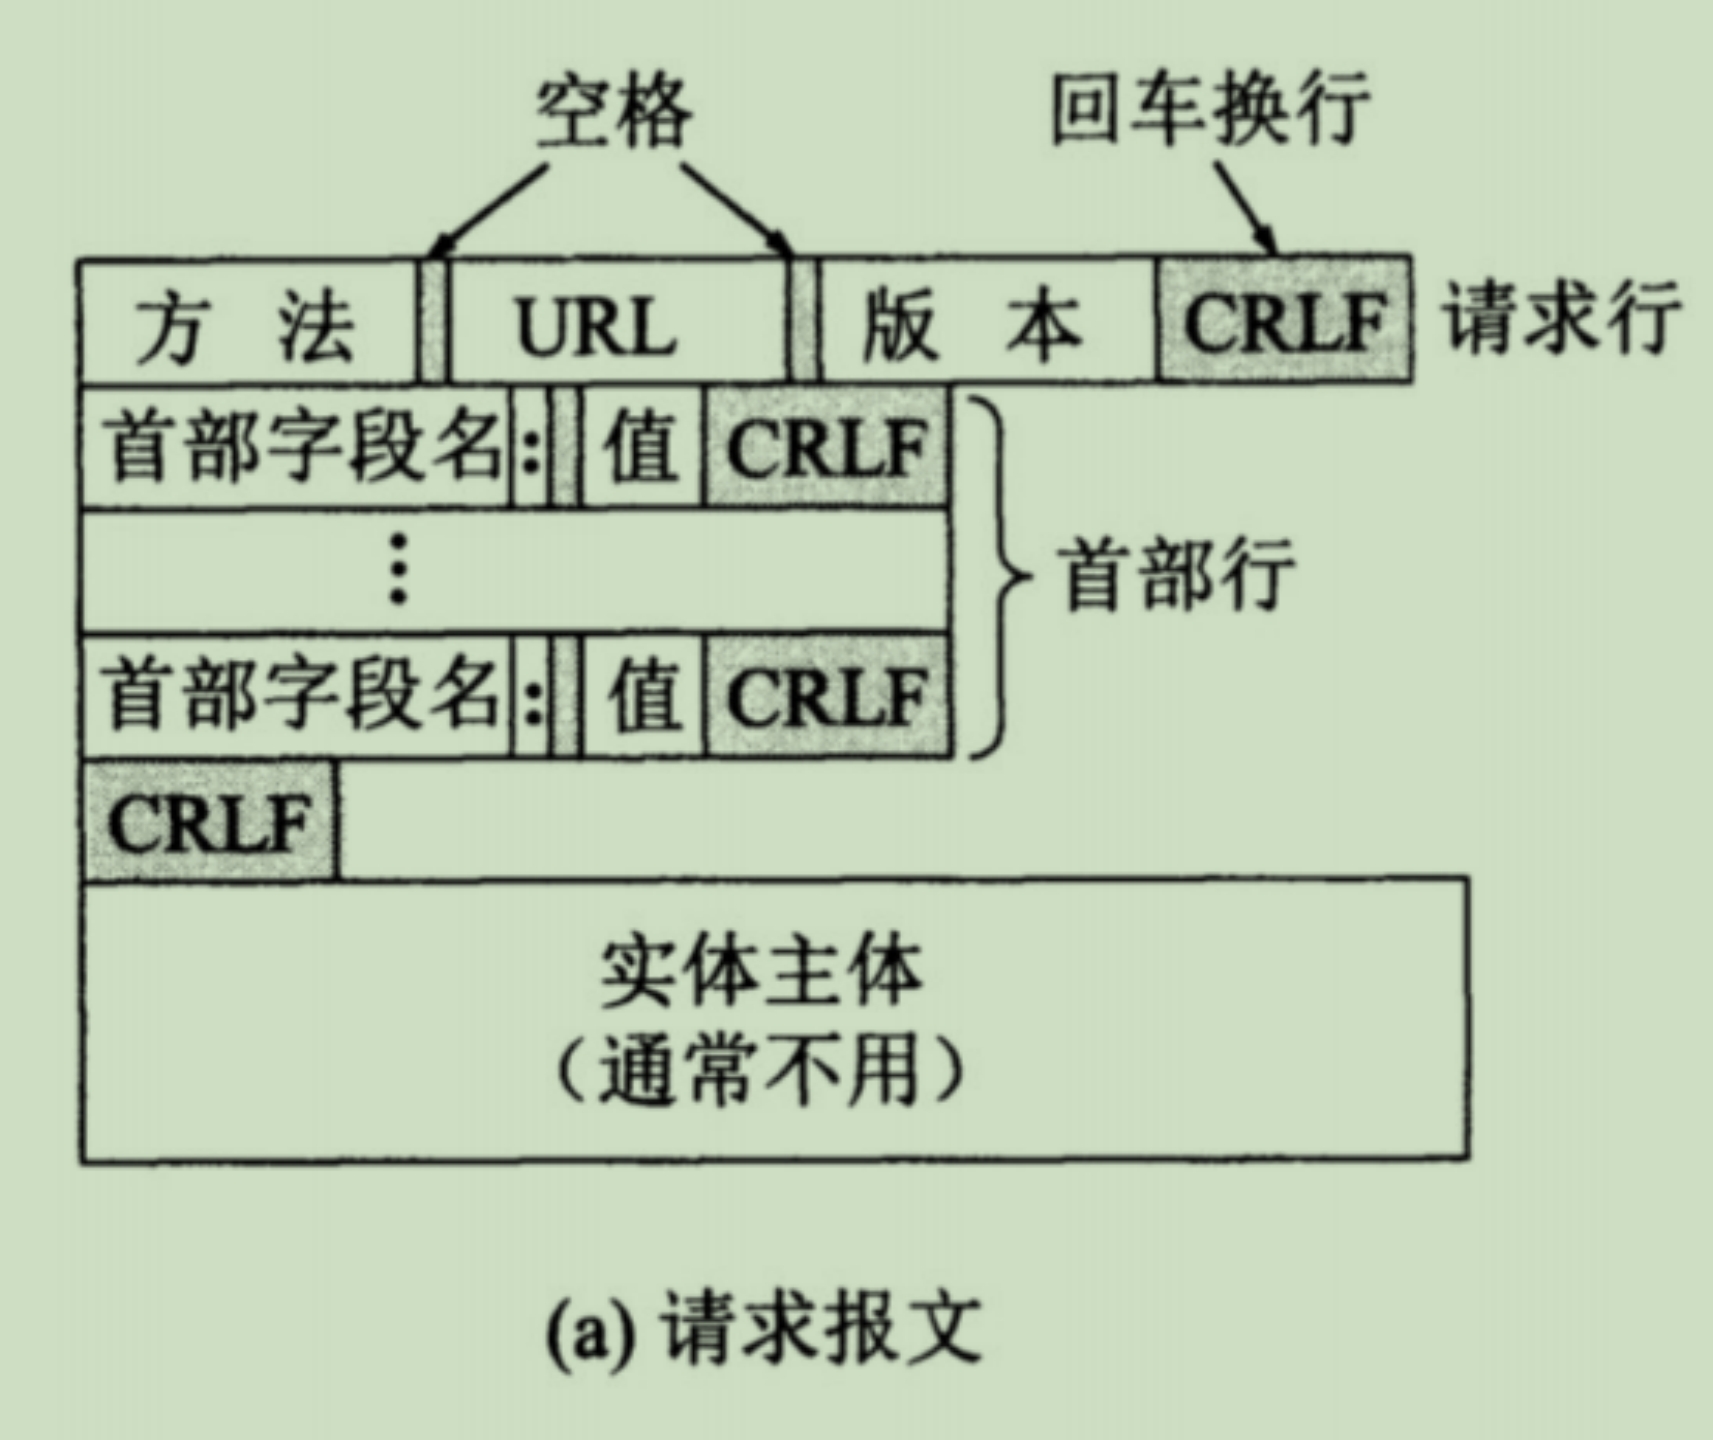 空格 回车换行
方 法 URL 版 本 CRLF 请求行
首部字段名 : 值 CRLF
⋮
首部行
首部字段名 : 值 CRLF
CRLF
实体主体
（通常不用）
(a) 请求报文